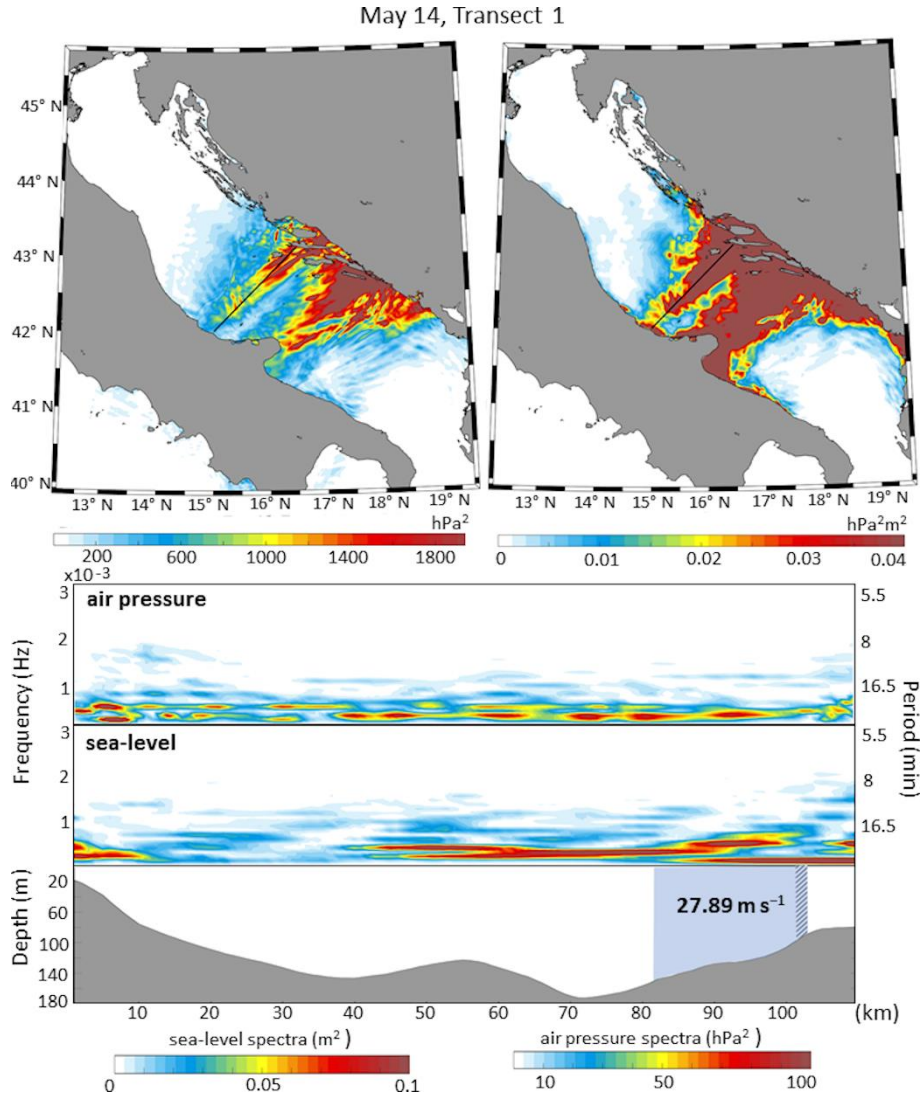 May 14, Transect 1
45° N
44° N
43° N
42° N
41° N
40° N
13° N 14° N 15° N 16° N 17° N 18° N 19° N
13° N 14° N 15° N 16° N 17° N 18° N 19° N
hPa²
200 600 1000 1400 1800
hPa²m²
0 0.01 0.02 0.03 0.04
x10⁻³
air pressure
3
2
1
3
5.5
8
16.5
Frequency (Hz)
Period (min)
sea-level
3
2
1
5.5
8
16.5
Depth (m)
20
60
100
140
180
27.89 m s⁻¹
10 20 30 40 50 60 70 80 90 100 (km)
sea-level spectra (m²)
0 0.05 0.1
air pressure spectra (hPa²)
10 50 100